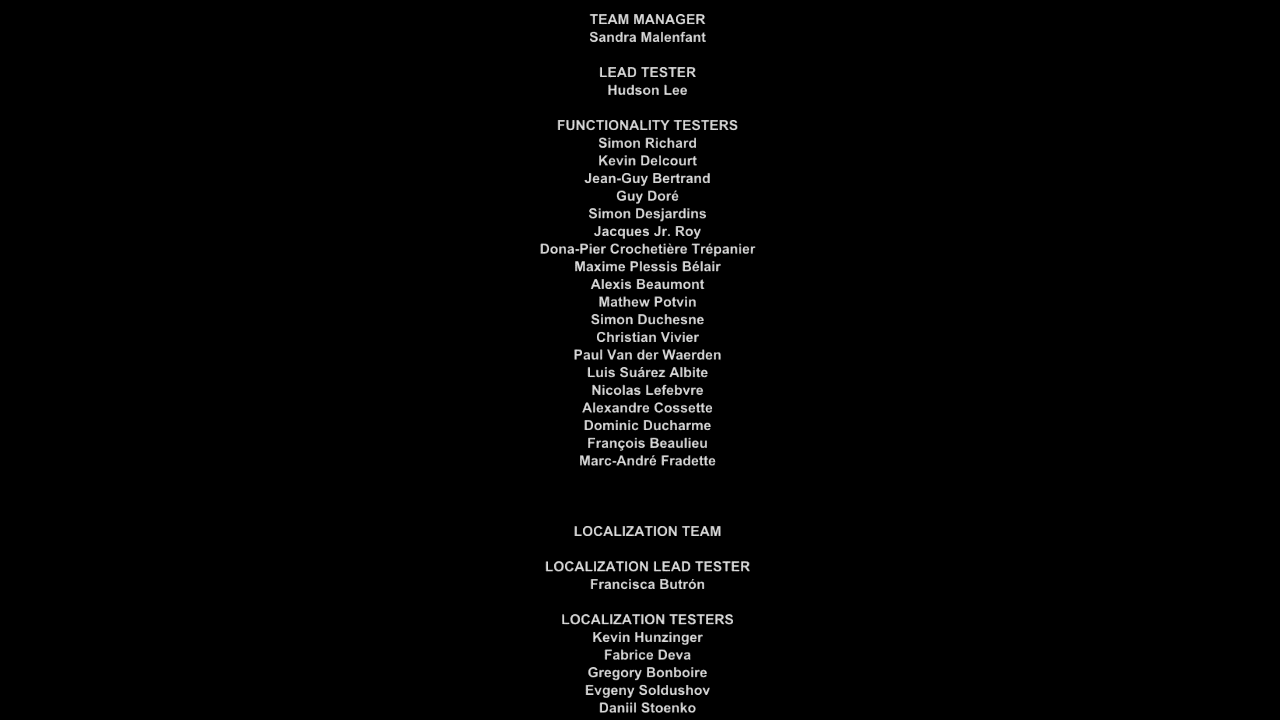 TEAM MANAGER
Sandra Malenfant
LEAD TESTER
Hudson Lee
FUNCTIONALITY TESTERS
Simon Richard
Kevin Delcourt
Jean-Guy Bertrand
Guy Doré
Simon Desjardins
Jacques Jr. Roy
Dona-Pier Crochetière Trépanier
Maxime Plessis Bélair
Alexis Beaumont
Mathew Potvin
Simon Duchesne
Christian Vivier
Paul Van der Waerden
Luis Suárez Albite
Nicolas Lefebvre
Alexandre Cossette
Dominic Ducharme
François Beaulieu
Marc-André Fradette
LOCALIZATION TEAM
LOCALIZATION LEAD TESTER
Francisca Butrón
LOCALIZATION TESTERS
Kevin Hunzinger
Fabrice Deva
Gregory Bonboire
Evgeny Soldushov
Daniil Stoenko